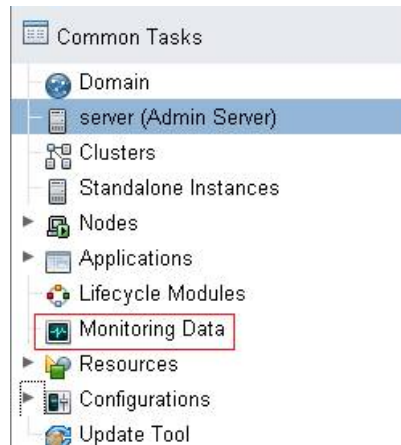 Common Tasks
Domain
server (Admin Server)
Clusters
Standalone Instances
Nodes
Applications
Lifecycle Modules
Monitoring Data
Resources
Configurations
Update Tool